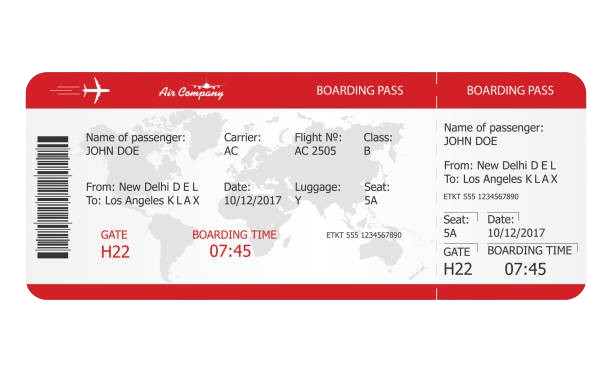 Air Company
BOARDING PASS
BOARDING PASS
Name of passenger:
JOHN DOE
Carrier:
AC
Flight №:
AC 2505
Class:
B
From: New Delhi D E L
To: Los Angeles K L A X
Date:
10/12/2017
Luggage:
Y
Seat:
5A
GATE
H22
BOARDING TIME
07:45
ETKT 555 1234567890
Name of passenger:
JOHN DOE
From: New Delhi D E L
To: Los Angeles K L A X
ETKT 555 1234567890
Seat:
5A
Date:
10/12/2017
GATE
H22
BOARDING TIME
07:45